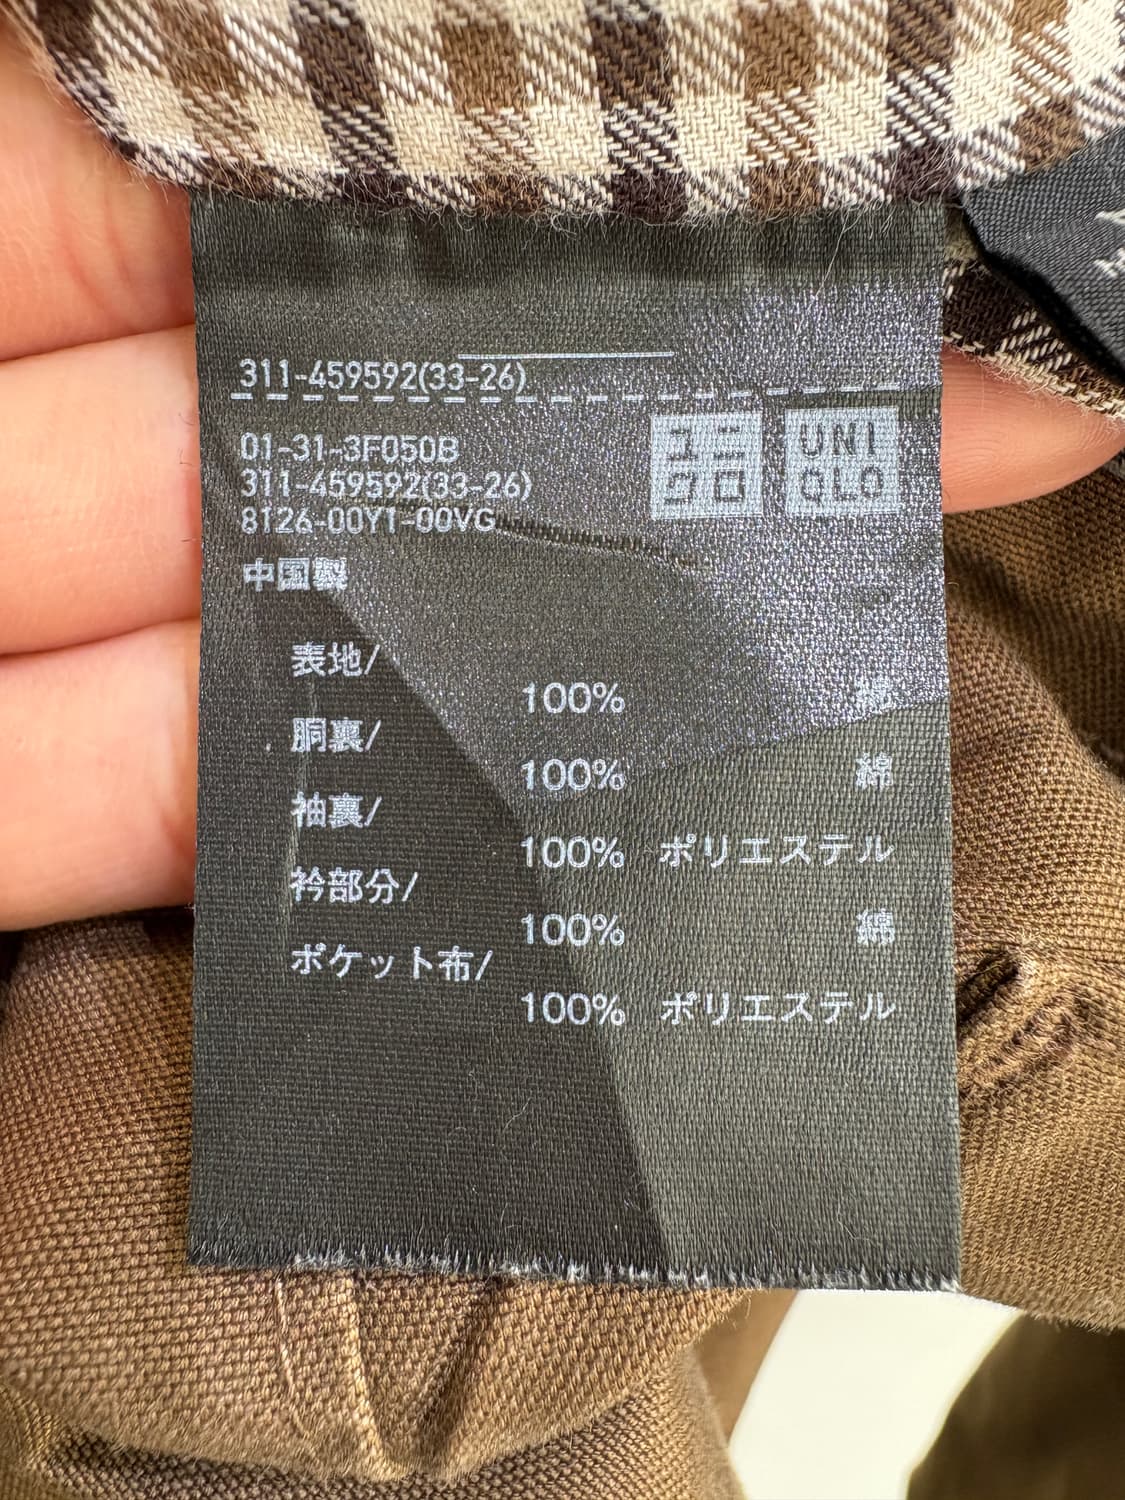 311-459592(33-26)
01-31-3F050B
311-459592(33-26)
8126-00Y1-00VG
ユニ
クロ
UNI
QLO
中国製
表地/
100% 綿
胴裏/
100% 綿
袖裏/
100% ポリエステル
衿部分/
100% 綿
ポケット布/
100% ポリエステル